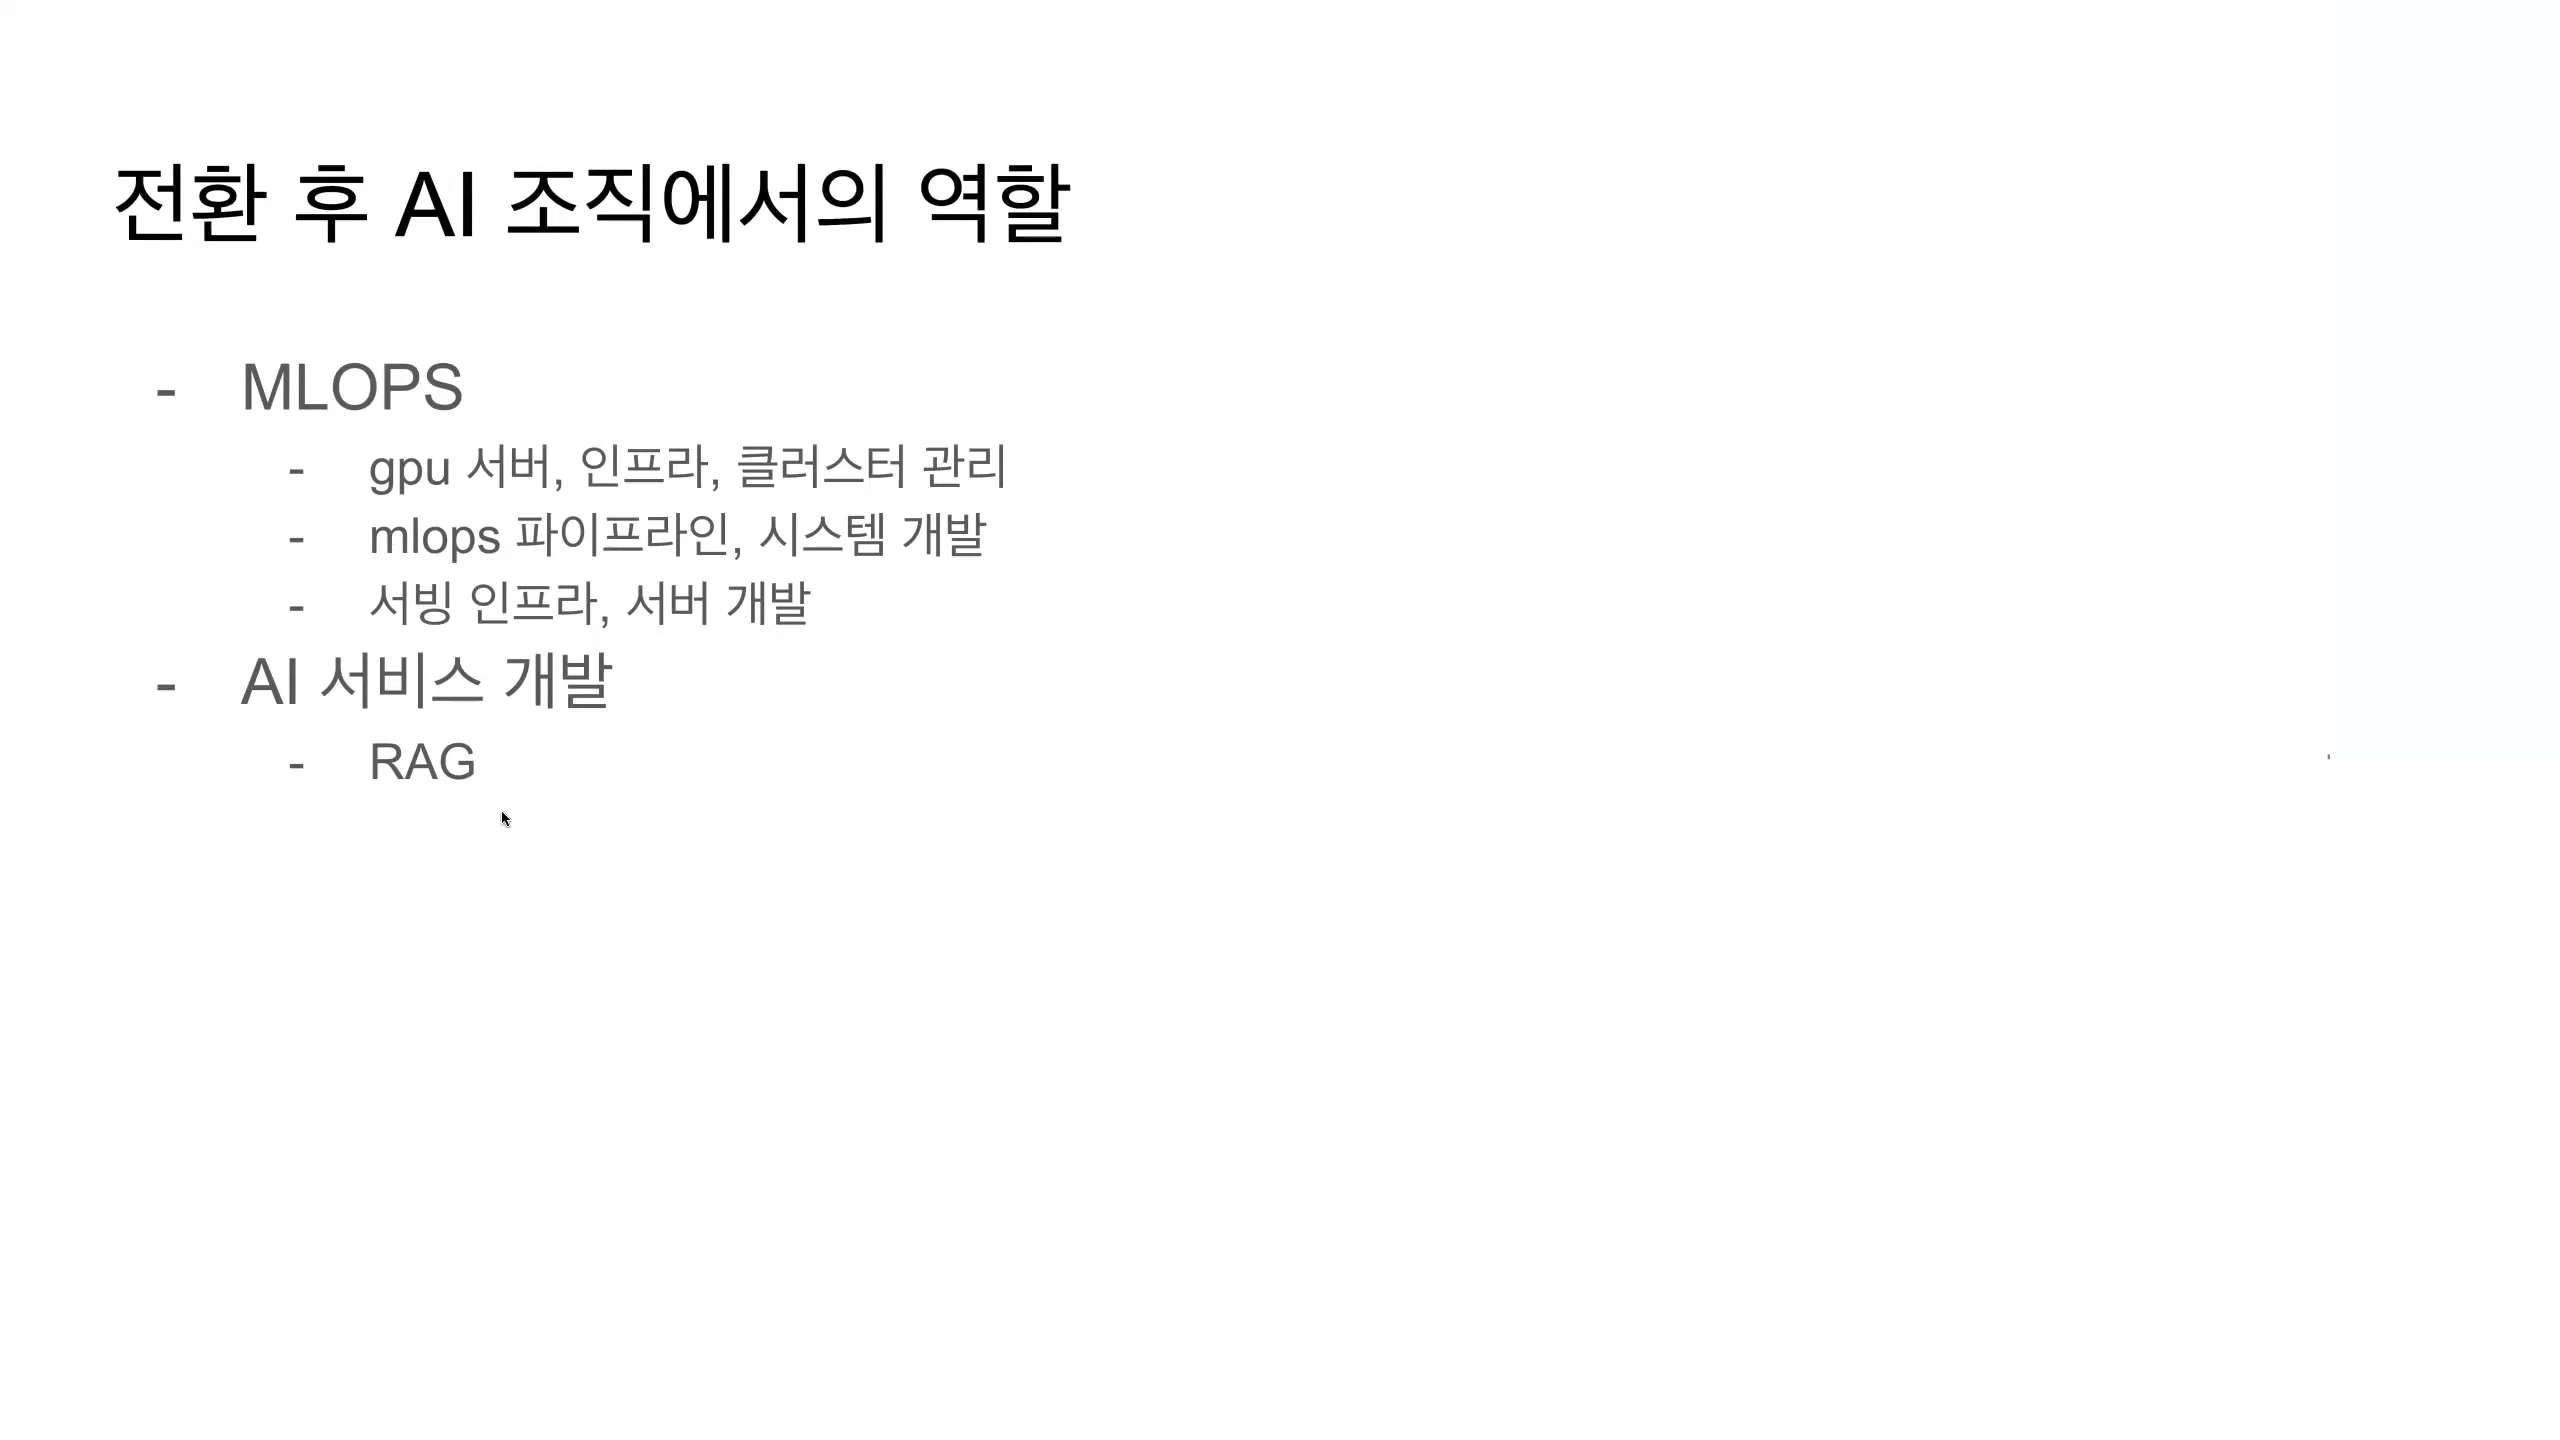 전환 후 AI 조직에서의 역할
- MLOPS
- gpu 서버, 인프라, 클러스터 관리
- mlops 파이프라인, 시스템 개발
- 서빙 인프라, 서버 개발
- AI 서비스 개발
- RAG